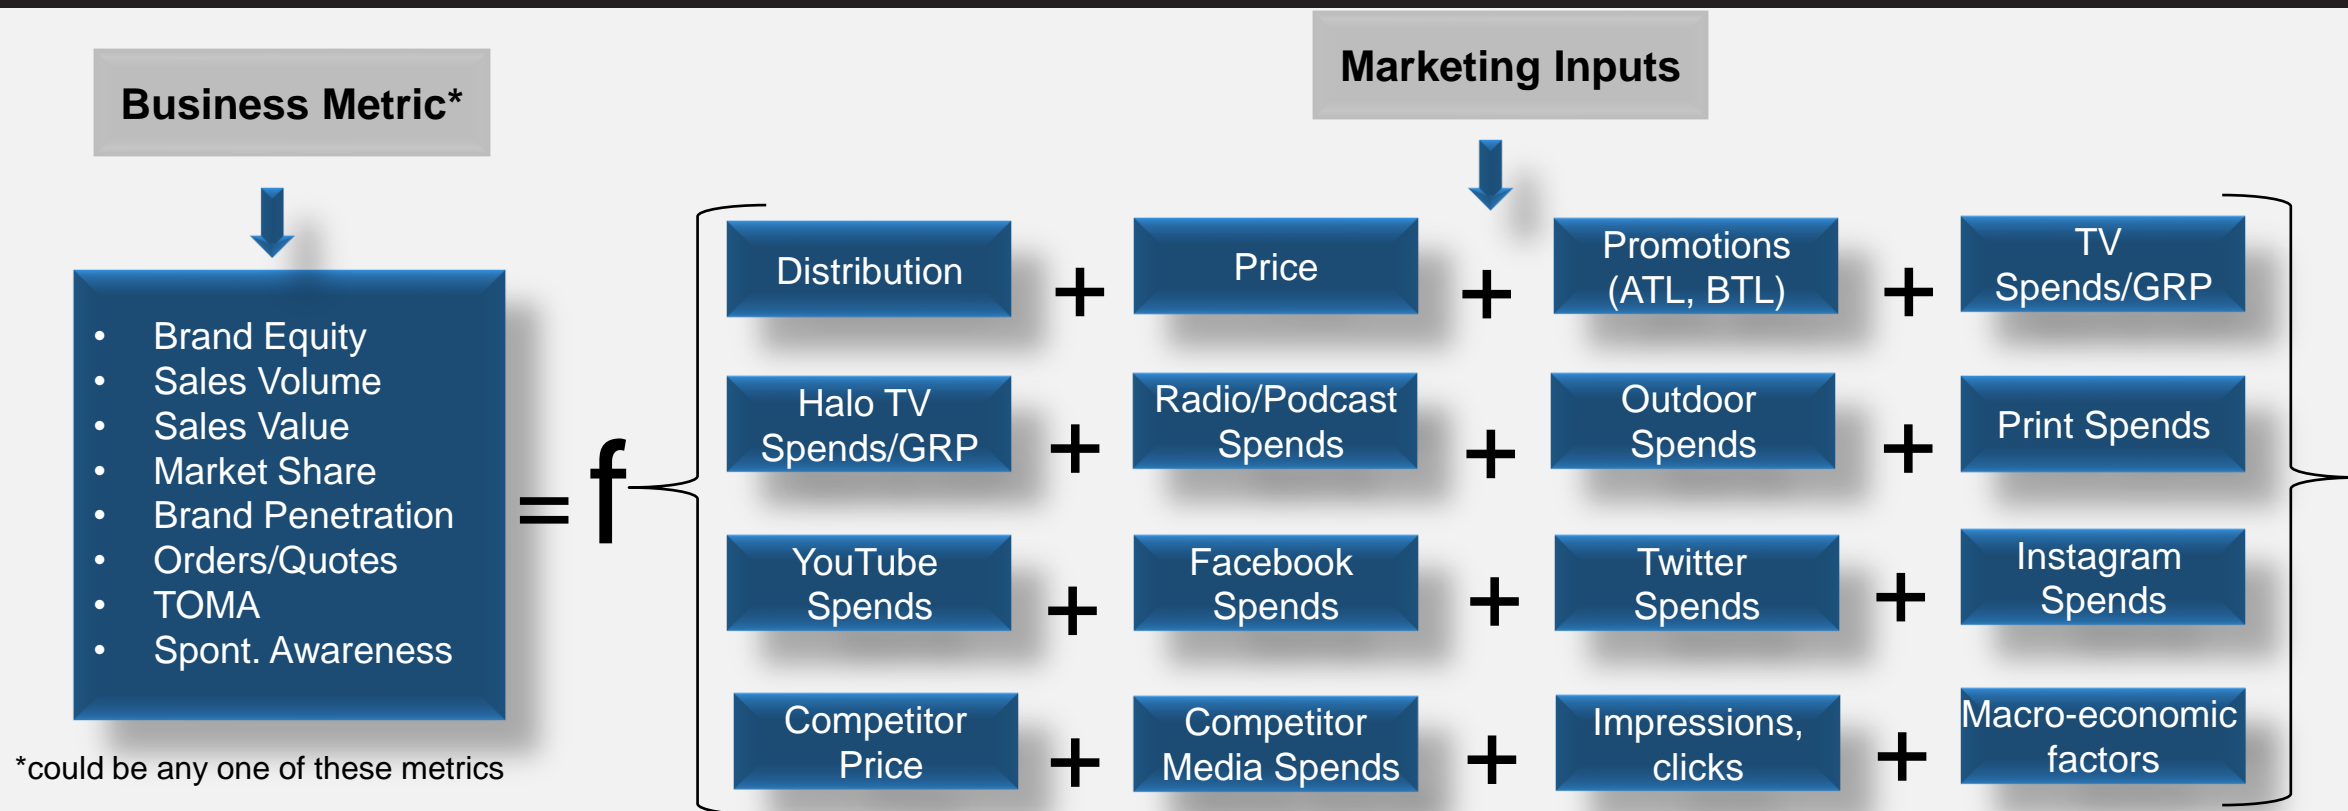 Business Metric*
Marketing Inputs
• Brand Equity
• Sales Volume
• Sales Value
• Market Share
• Brand Penetration
• Orders/Quotes
• TOMA
• Spont. Awareness
*could be any one of these metrics
= f
Distribution
+
Price
+
Promotions
(ATL, BTL)
+
TV
Spends/GRP
Halo TV
Spends/GRP
+
Radio/Podcast
Spends
+
Outdoor
Spends
+
Print Spends
YouTube
Spends
+
Facebook
Spends
+
Twitter
Spends
+
Instagram
Spends
Competitor
Price
+
Competitor
Media Spends
+
Impressions,
clicks
+
Macro-economic
factors